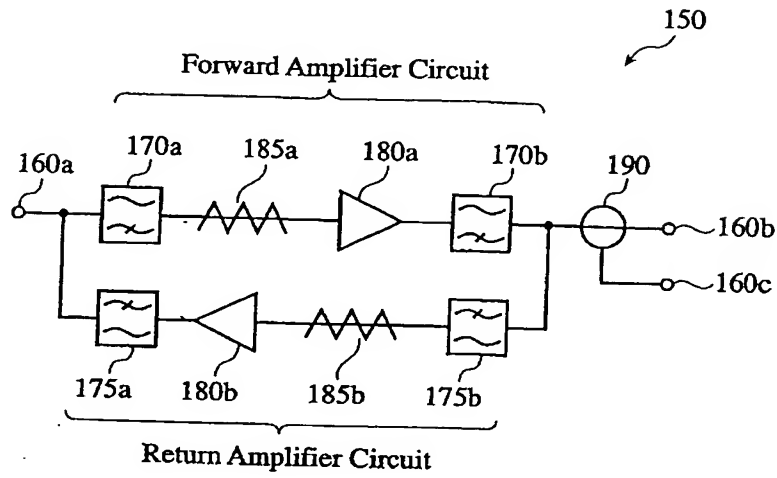 150
Forward Amplifier Circuit
160a
170a
185a
180a
170b
190
160b
160c
175a
180b
185b
175b
Return Amplifier Circuit